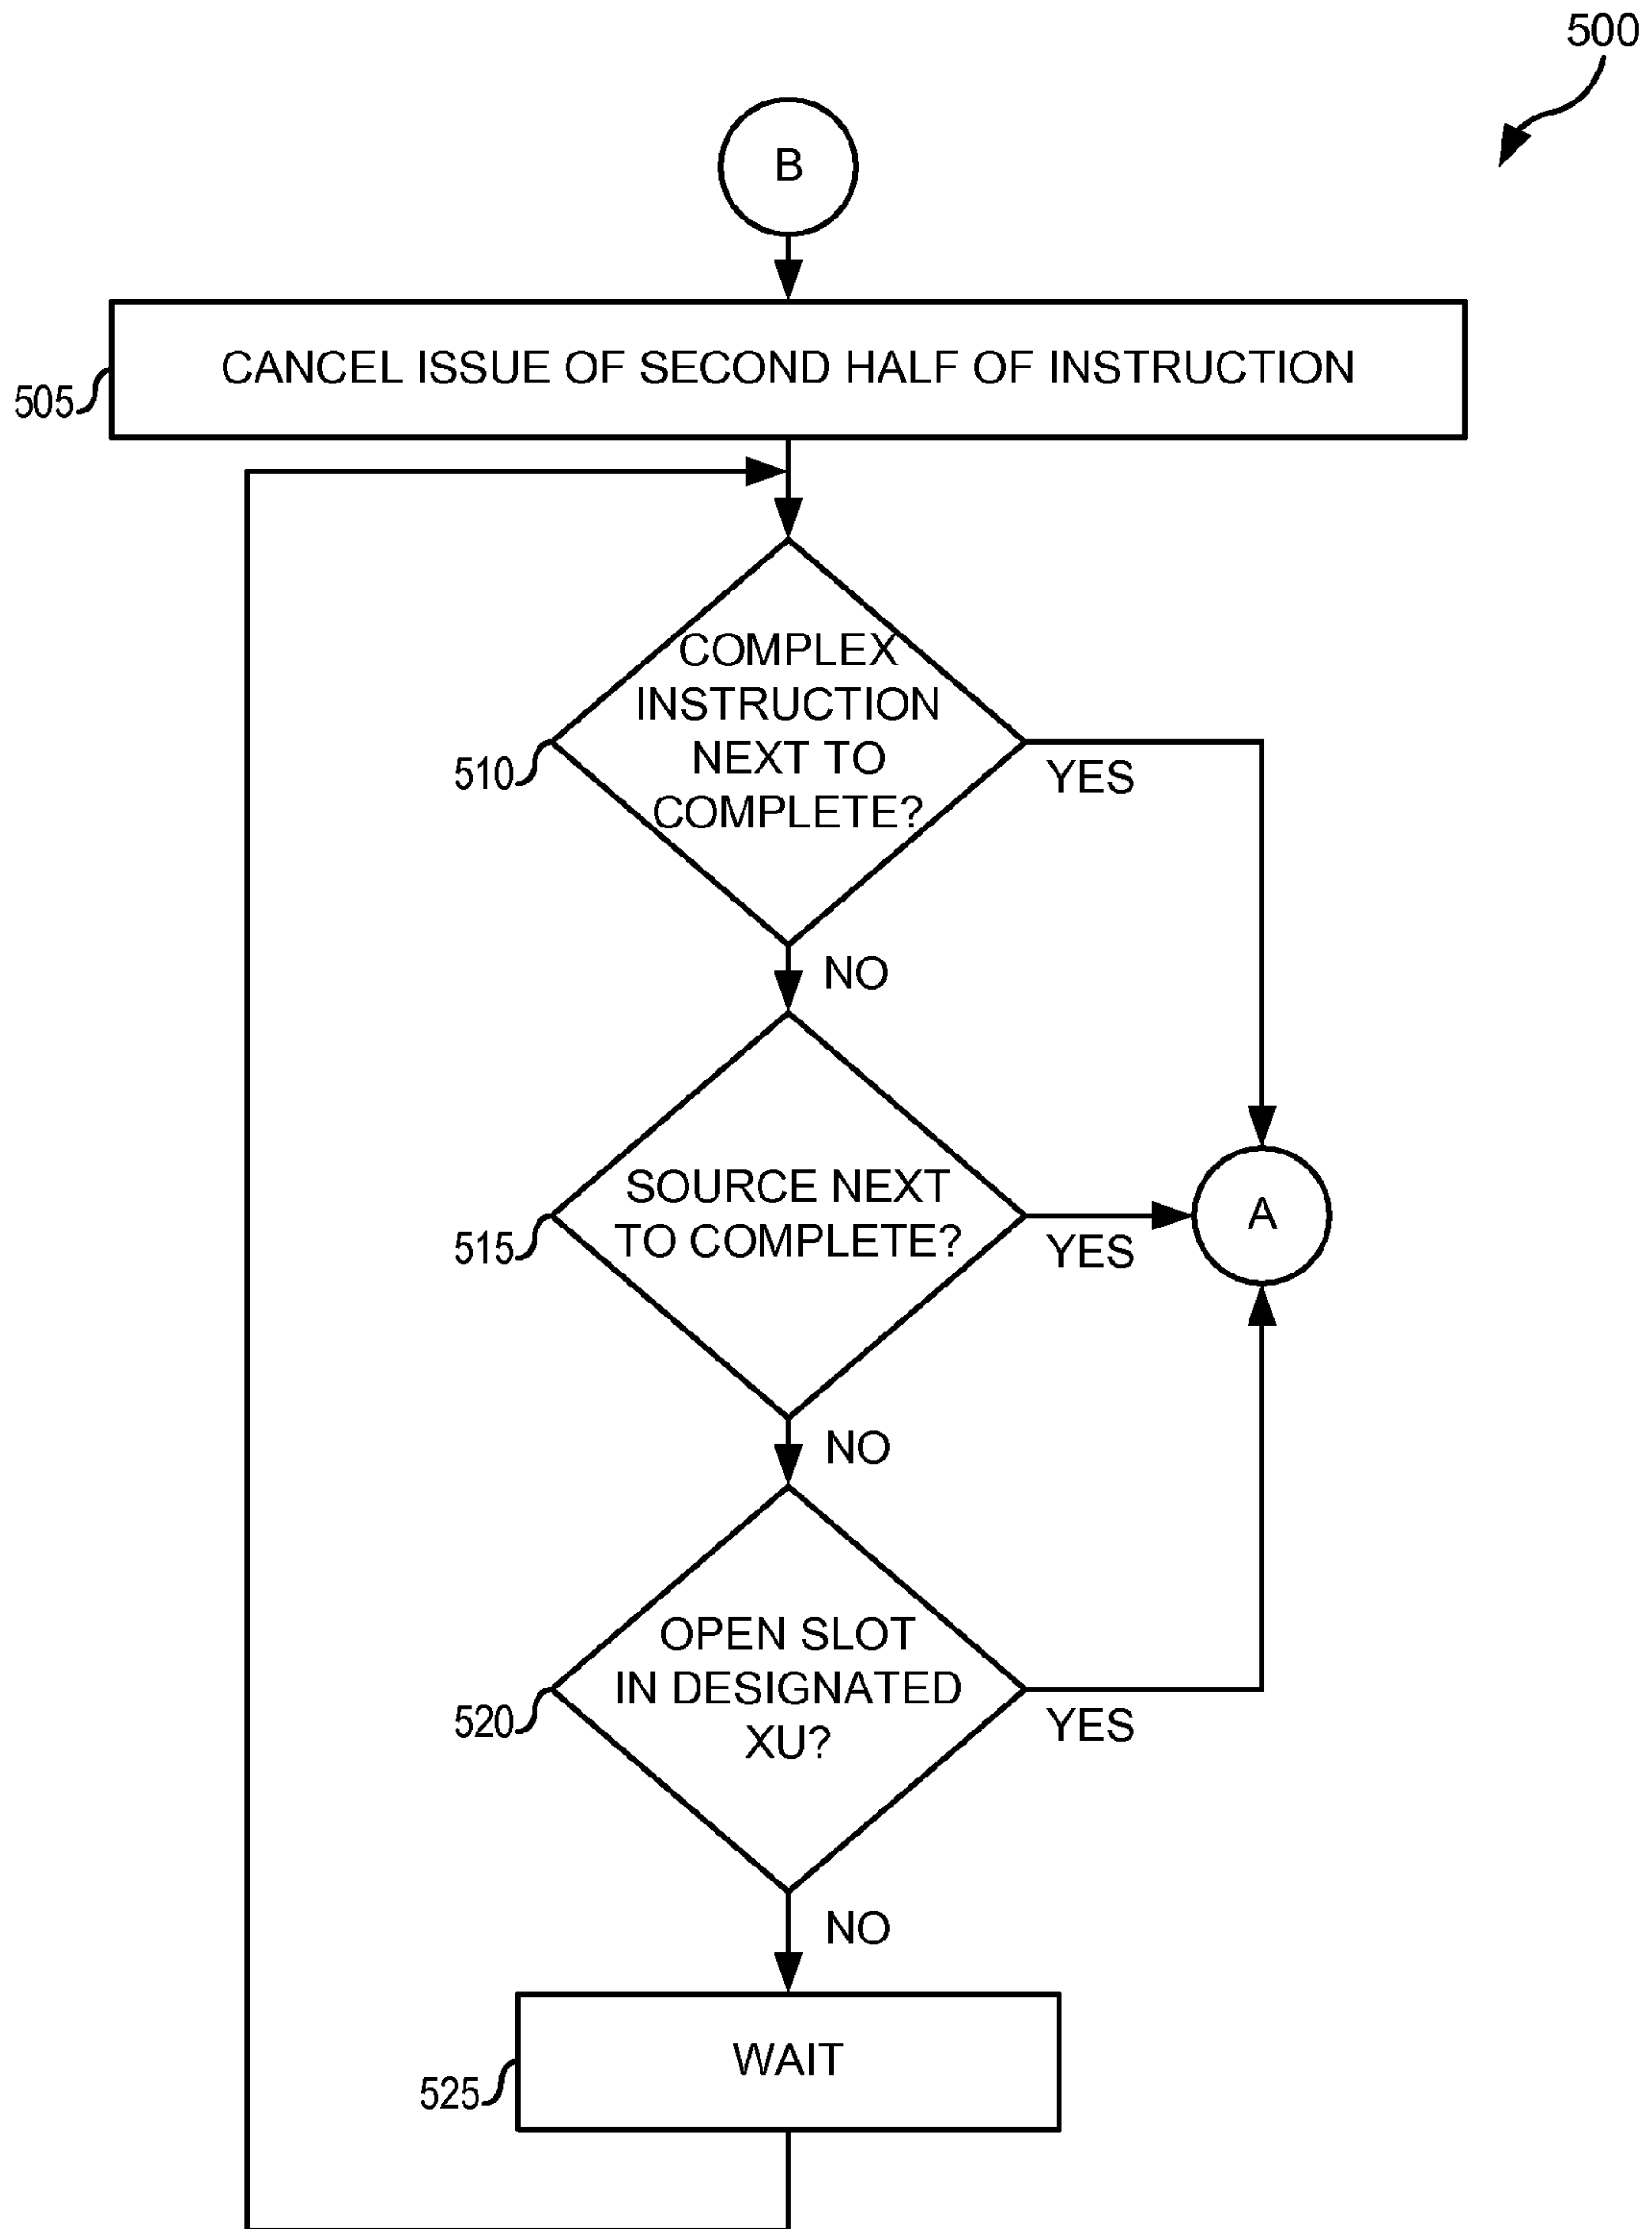 500
B
CANCEL ISSUE OF SECOND HALF OF INSTRUCTION
505
COMPLEX
INSTRUCTION
NEXT TO
COMPLETE?
510
YES
NO
SOURCE NEXT
TO COMPLETE?
515
YES
A
NO
OPEN SLOT
IN DESIGNATED
XU?
520
YES
NO
WAIT
525